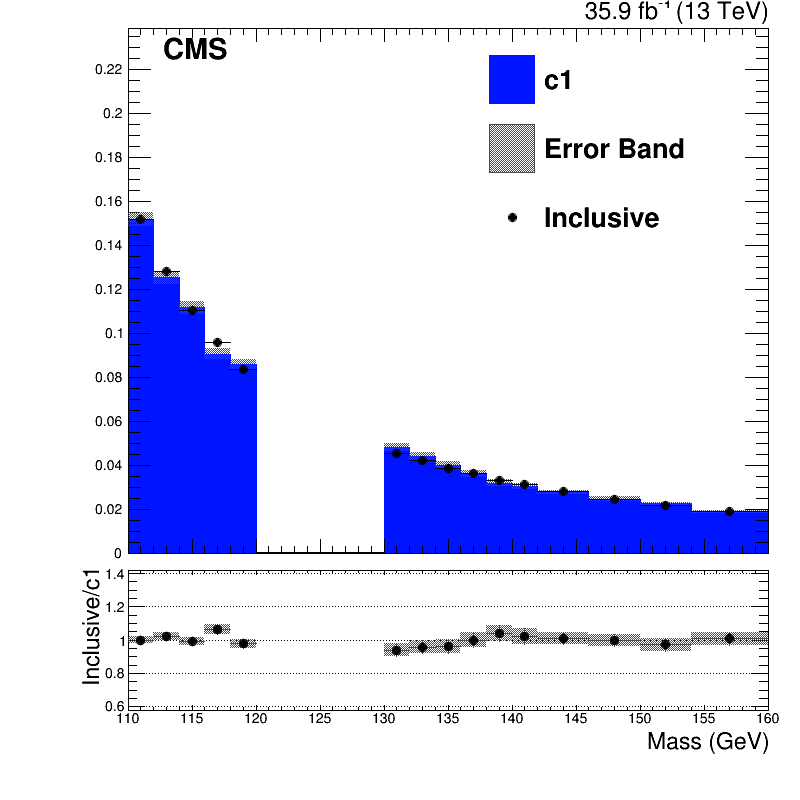 35.9 fb⁻¹ (13 TeV)
CMS
c1
Error Band
Inclusive
0.22
0.2
0.18
0.16
0.14
0.12
0.1
0.08
0.06
0.04
0.02
0
Inclusive/c1
1.4
1.2
1
0.8
0.6
110 115 120 125 130 135 140 145 150 155 160
Mass (GeV)